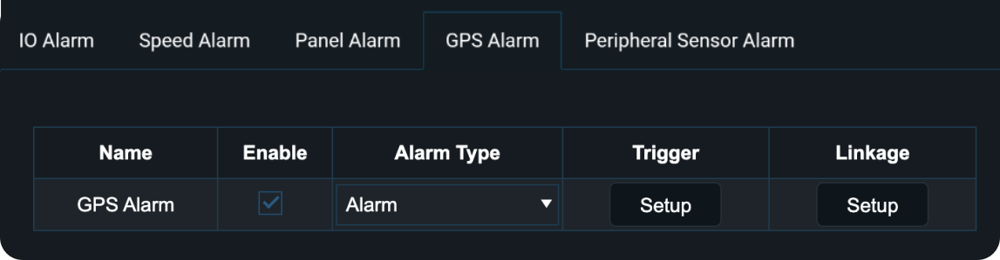 IO Alarm Speed Alarm Panel Alarm GPS Alarm Peripheral Sensor Alarm
Name Enable Alarm Type Trigger Linkage
GPS Alarm Alarm Setup Setup